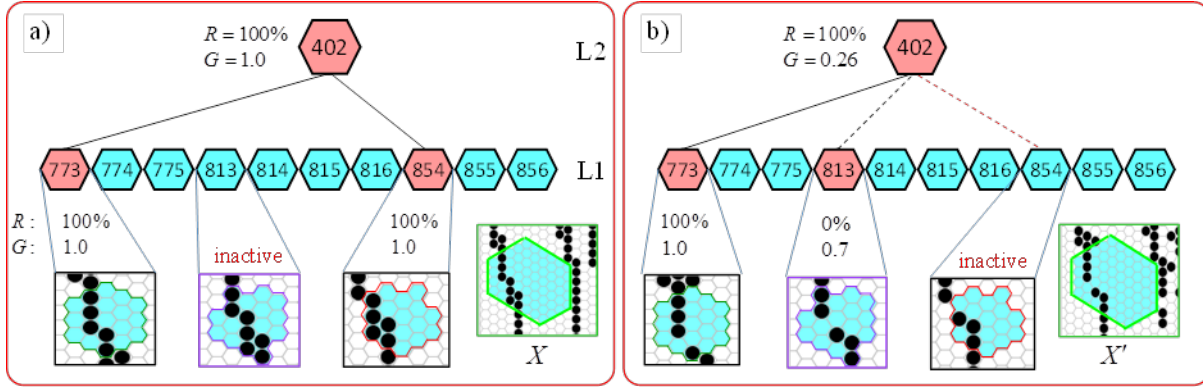 a)
R = 100%
G = 1.0
402
L2
773 774 775 813 814 815 816 854 855 856
L1
R : 100% 100%
G : 1.0 inactive 1.0
X
b)
R = 100%
G = 0.26
402
773 774 775 813 814 815 816 854 855 856
100% 0%
1.0 0.7 inactive
X′